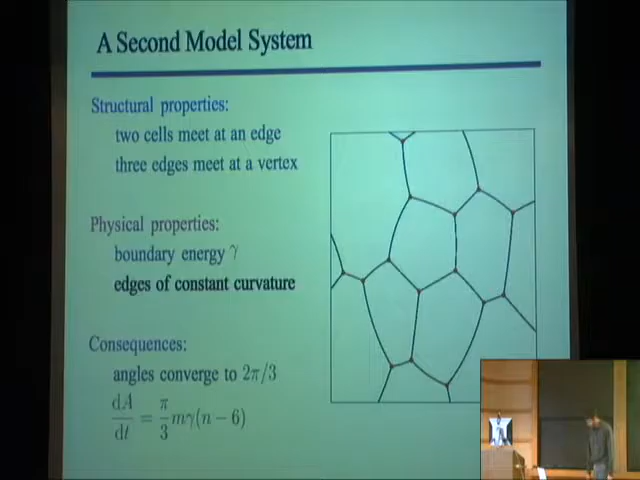 A Second Model System
Structural properties:
two cells meet at an edge
three edges meet at a vertex
Physical properties:
boundary energy γ
edges of constant curvature
Consequences:
angles converge to 2π/3
dA/dt = π/3 mγ(n − 6)